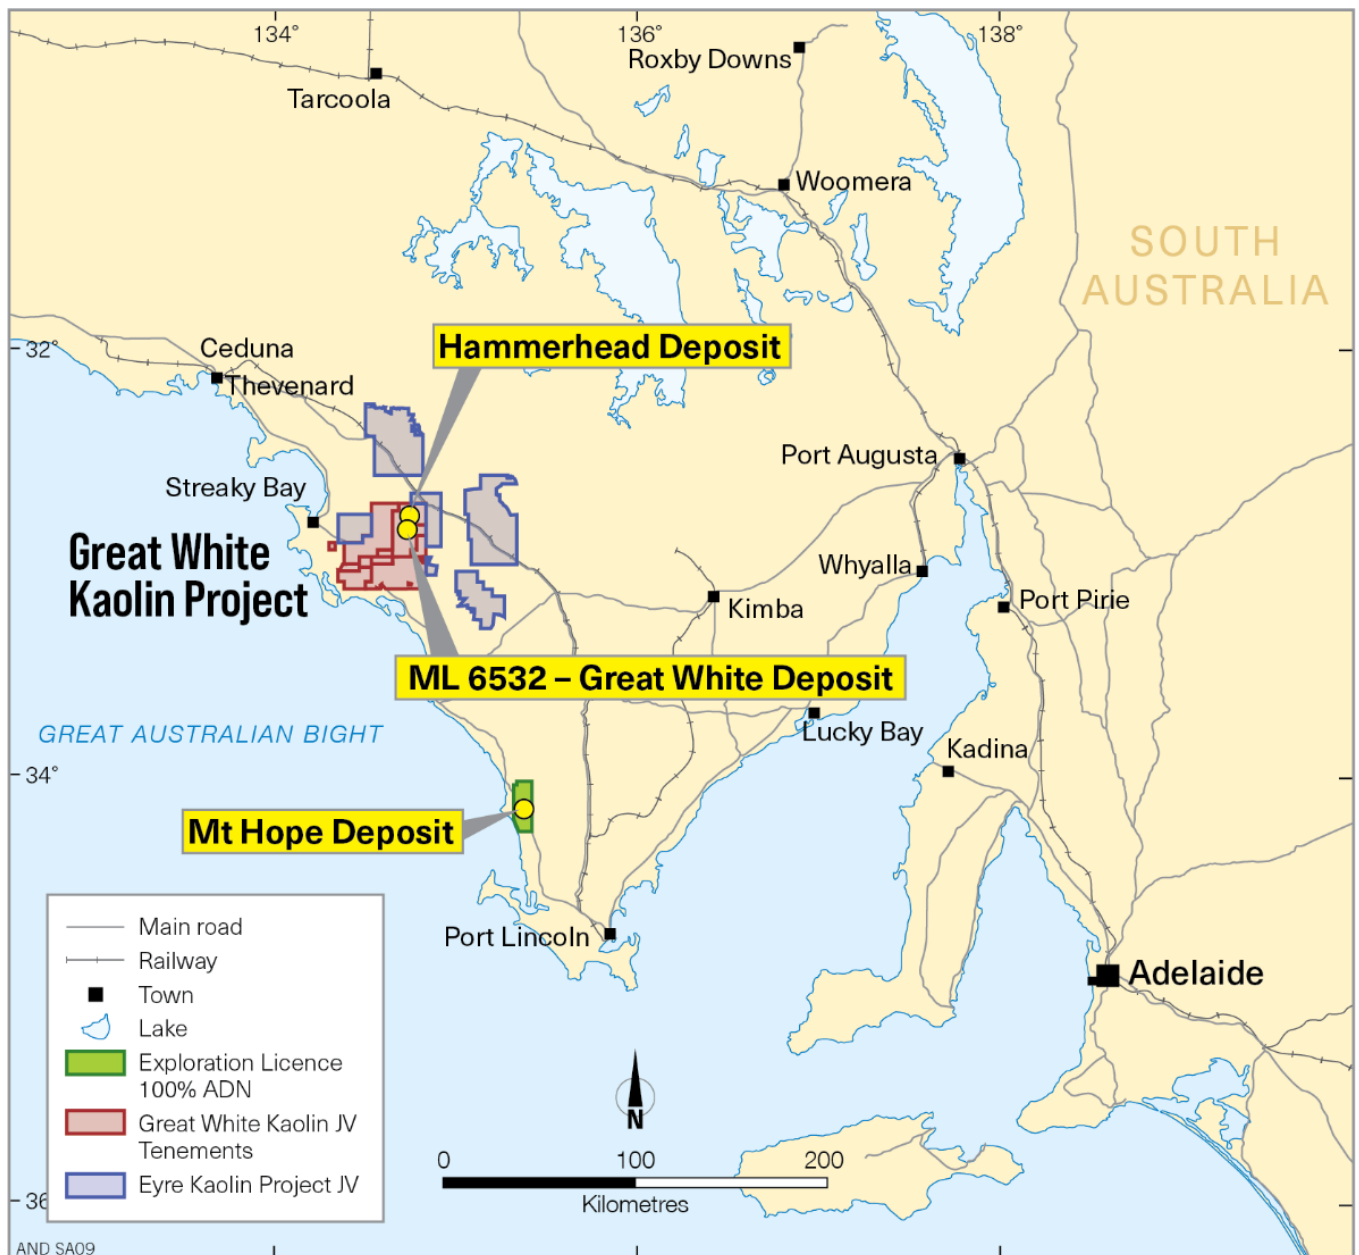 134°
136°
138°
Roxby Downs
Tarcoola
Woomera
SOUTH
AUSTRALIA
Hammerhead Deposit
32°
Ceduna
Thevenard
Port Augusta
Streaky Bay
Great White
Kaolin Project
Whyalla
Kimba
Port Pirie
ML 6532 – Great White Deposit
GREAT AUSTRALIAN BIGHT
Lucky Bay
Kadina
34°
Mt Hope Deposit
Port Lincoln
Adelaide
Main road
Railway
Town
Lake
Exploration Licence
100% ADN
Great White Kaolin JV
Tenements
Eyre Kaolin Project JV
N
0 100 200
Kilometres
36
AND SA09